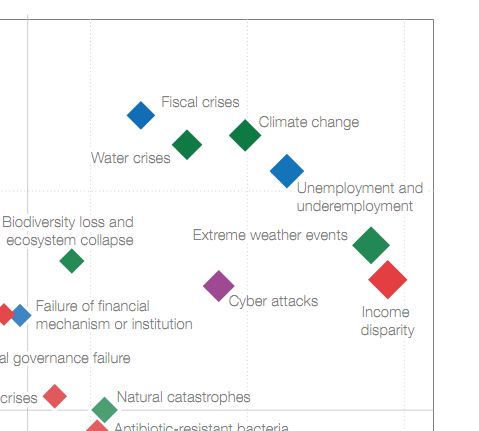 Fiscal crises
Climate change
Water crises
Unemployment and
underemployment
Biodiversity loss and
ecosystem collapse
Extreme weather events
Cyber attacks
Failure of financial
mechanism or institution
Income
disparity
al governance failure
crises
Natural catastrophes
Antibiotic-resistant bacteria